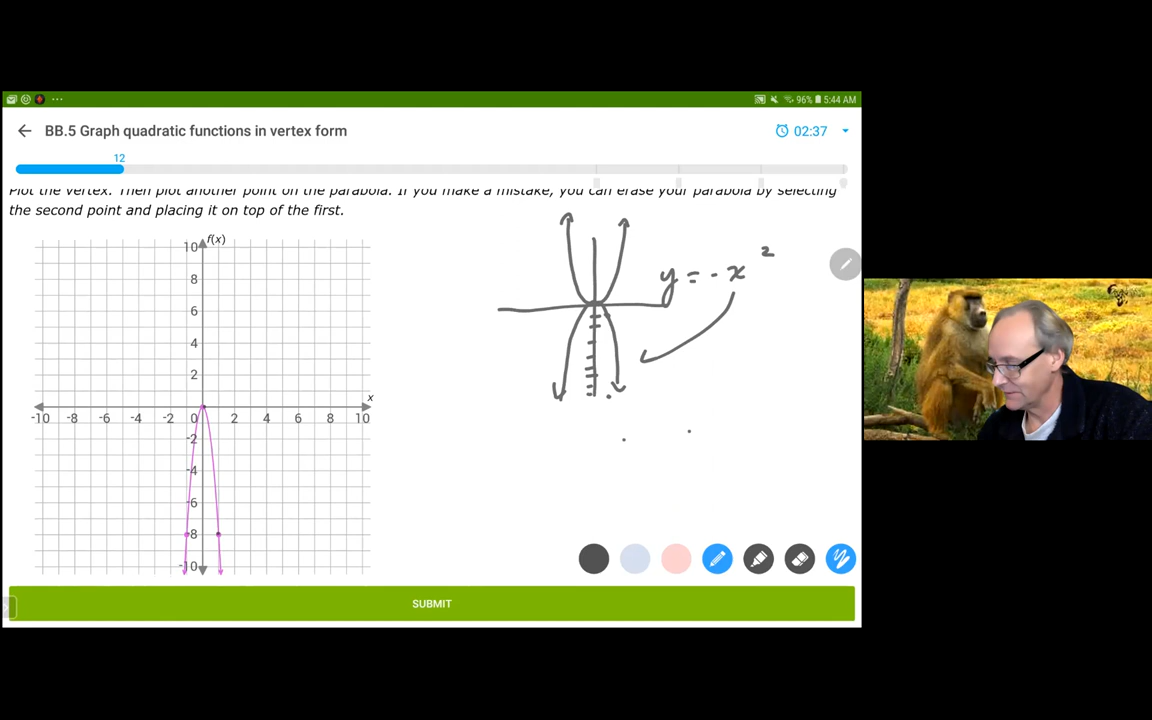 96% 5:44 AM
BB.5 Graph quadratic functions in vertex form
02:37
12
Plot the vertex. Then plot another point on the parabola. If you make a mistake, you can erase your parabola by selecting
the second point and placing it on top of the first.
f(x)
10
8
6
4
2
x
-10 -8 -6 -4 -2 0 2 4 6 8 10
-2
-4
-6
-8
-10
y = -x²
SUBMIT